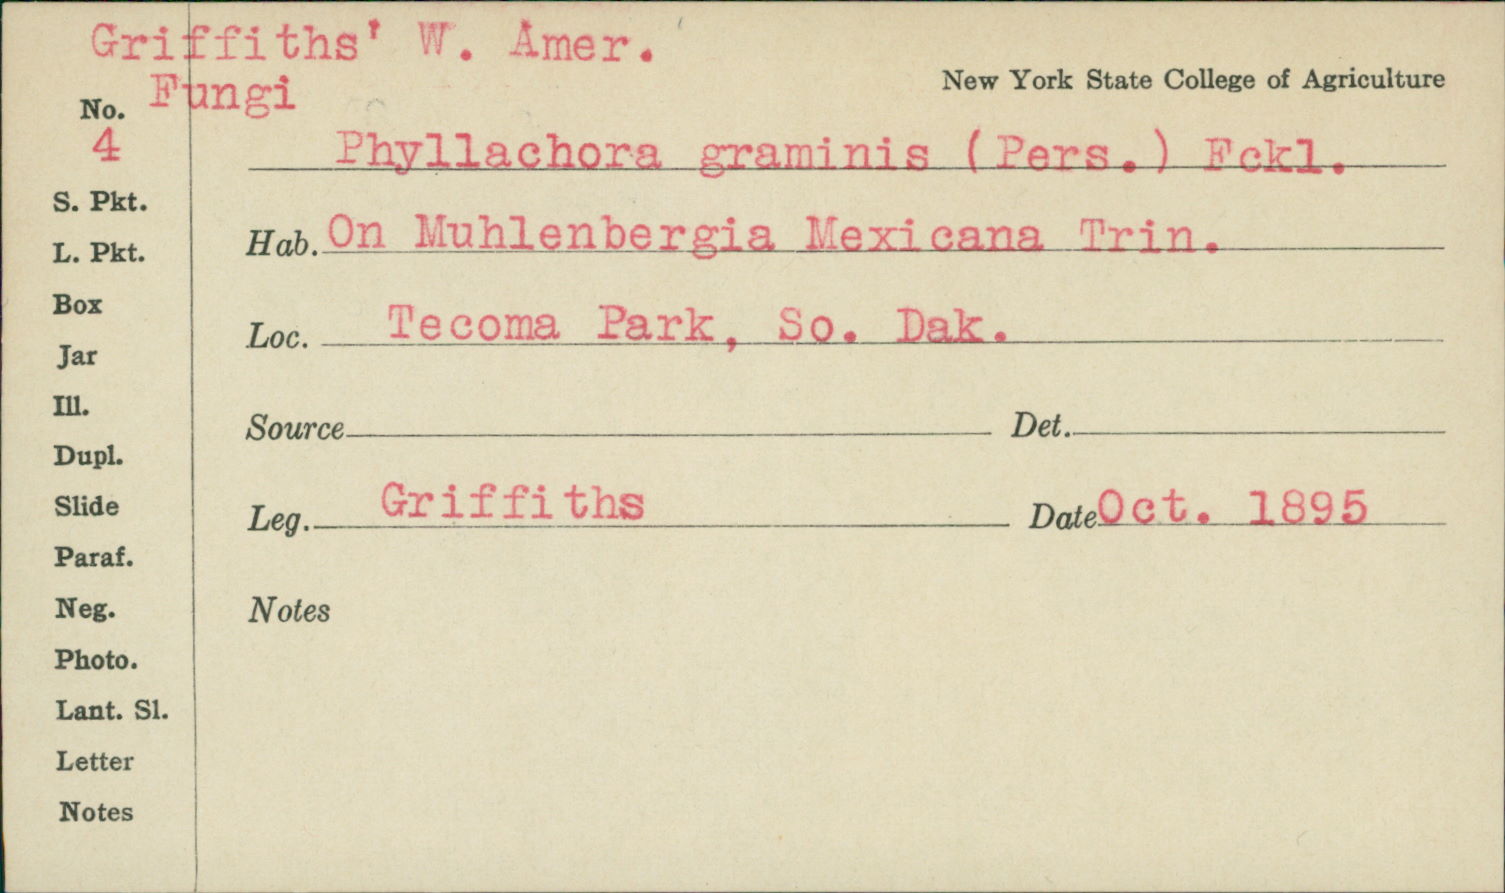 Griffiths' W. Amer.
Fungi
New York State College of Agriculture
No.
4
Phyllachora graminis (Pers.) Fckl.
S. Pkt.
Hab. On Muhlenbergia Mexicana Trin.
L. Pkt.
Box
Loc. Tecoma Park, So. Dak.
Jar
Ill.
Source Det.
Dupl.
Slide
Leg. Griffiths Date Oct. 1895
Paraf.
Neg.
Notes
Photo.
Lant. Sl.
Letter
Notes